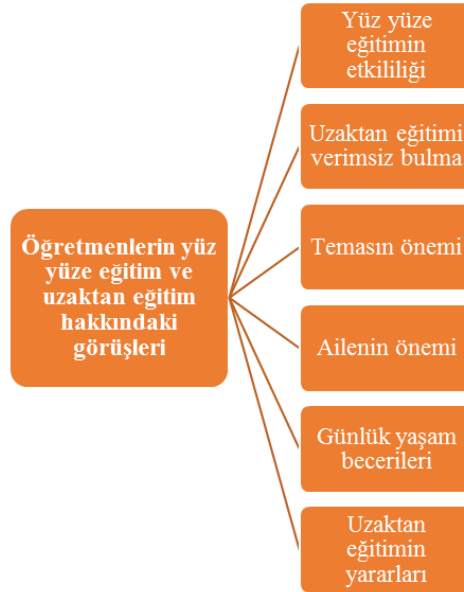 Öğretmenlerin yüz
yüze eğitim ve
uzaktan eğitim
hakkındaki
görüşleri
Yüz yüze
eğitimin
etkililiği
Uzaktan eğitimi
verimsiz bulma
Temasın önemi
Ailenin önemi
Günlük yaşam
becerileri
Uzaktan
eğitimin
yararları